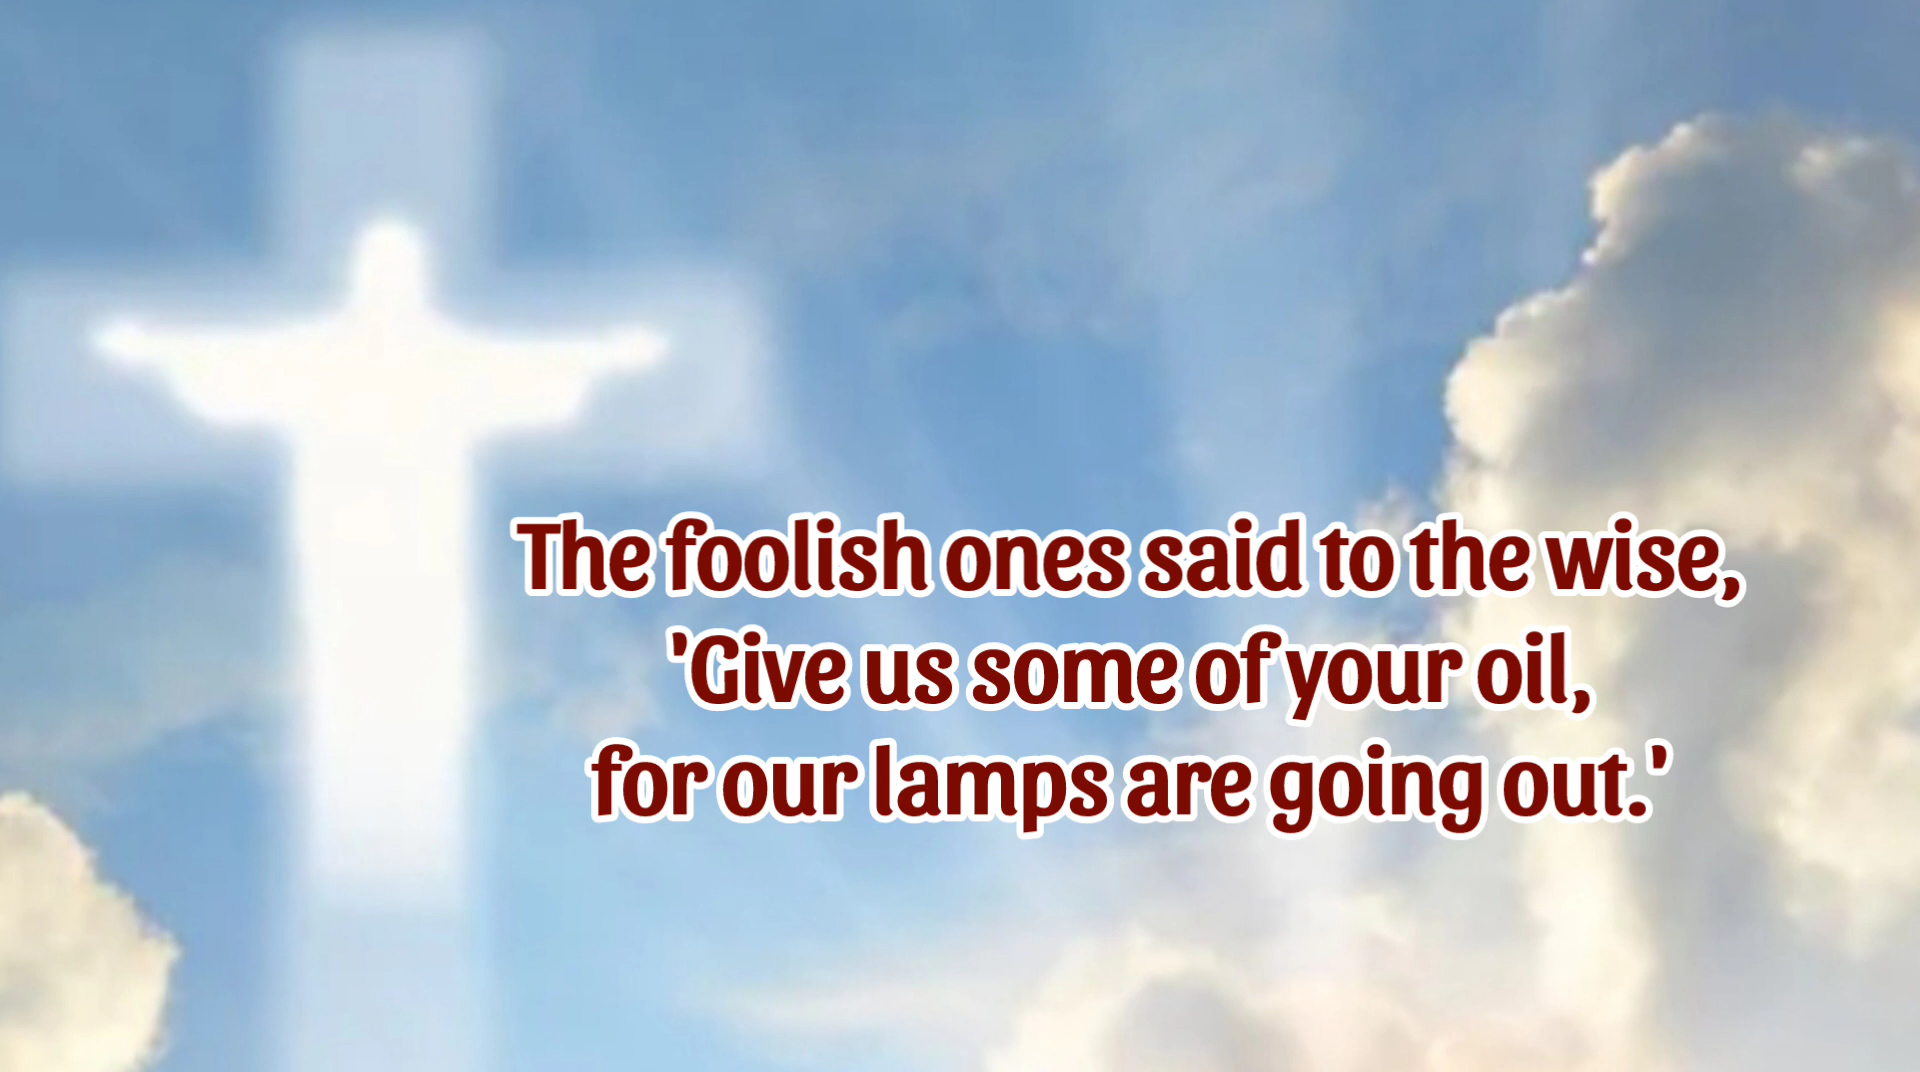 The foolish ones said to the wise,
'Give us some of your oil,
for our lamps are going out.'